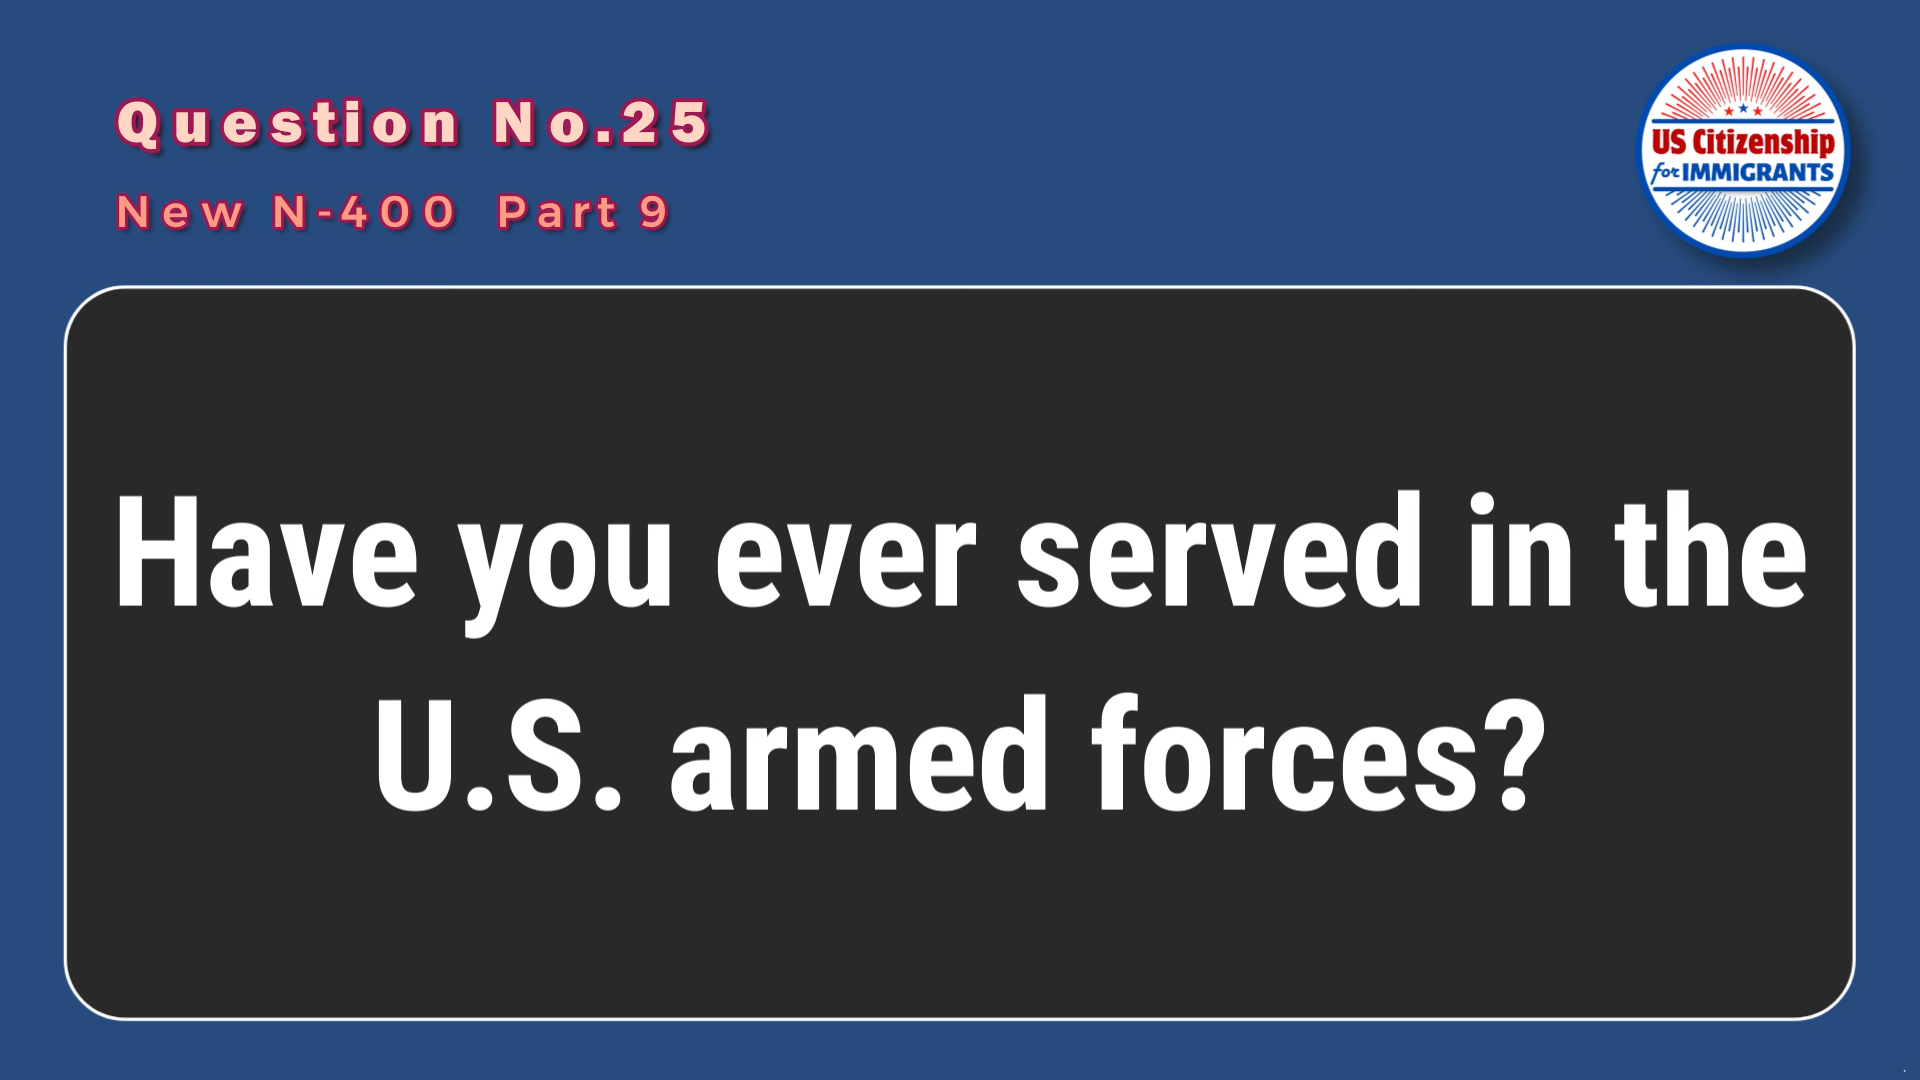 Question No.25
New N-400 Part 9
US Citizenship
for IMMIGRANTS
Have you ever served in the
U.S. armed forces?